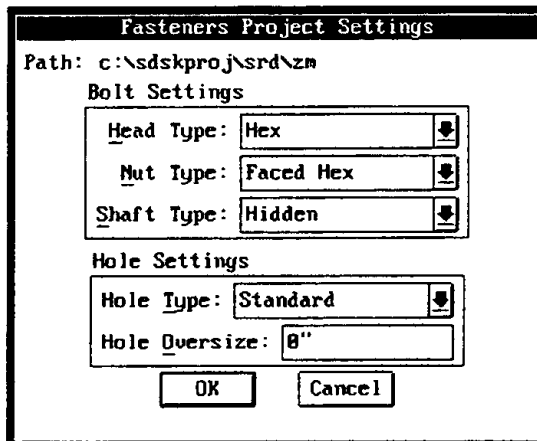 Fasteners Project Settings
Path: c:\sdskproj\srd\zm
Bolt Settings
Head Type: Hex
Nut Type: Faced Hex
Shaft Type: Hidden
Hole Settings
Hole Type: Standard
Hole Oversize: 0"
OK Cancel